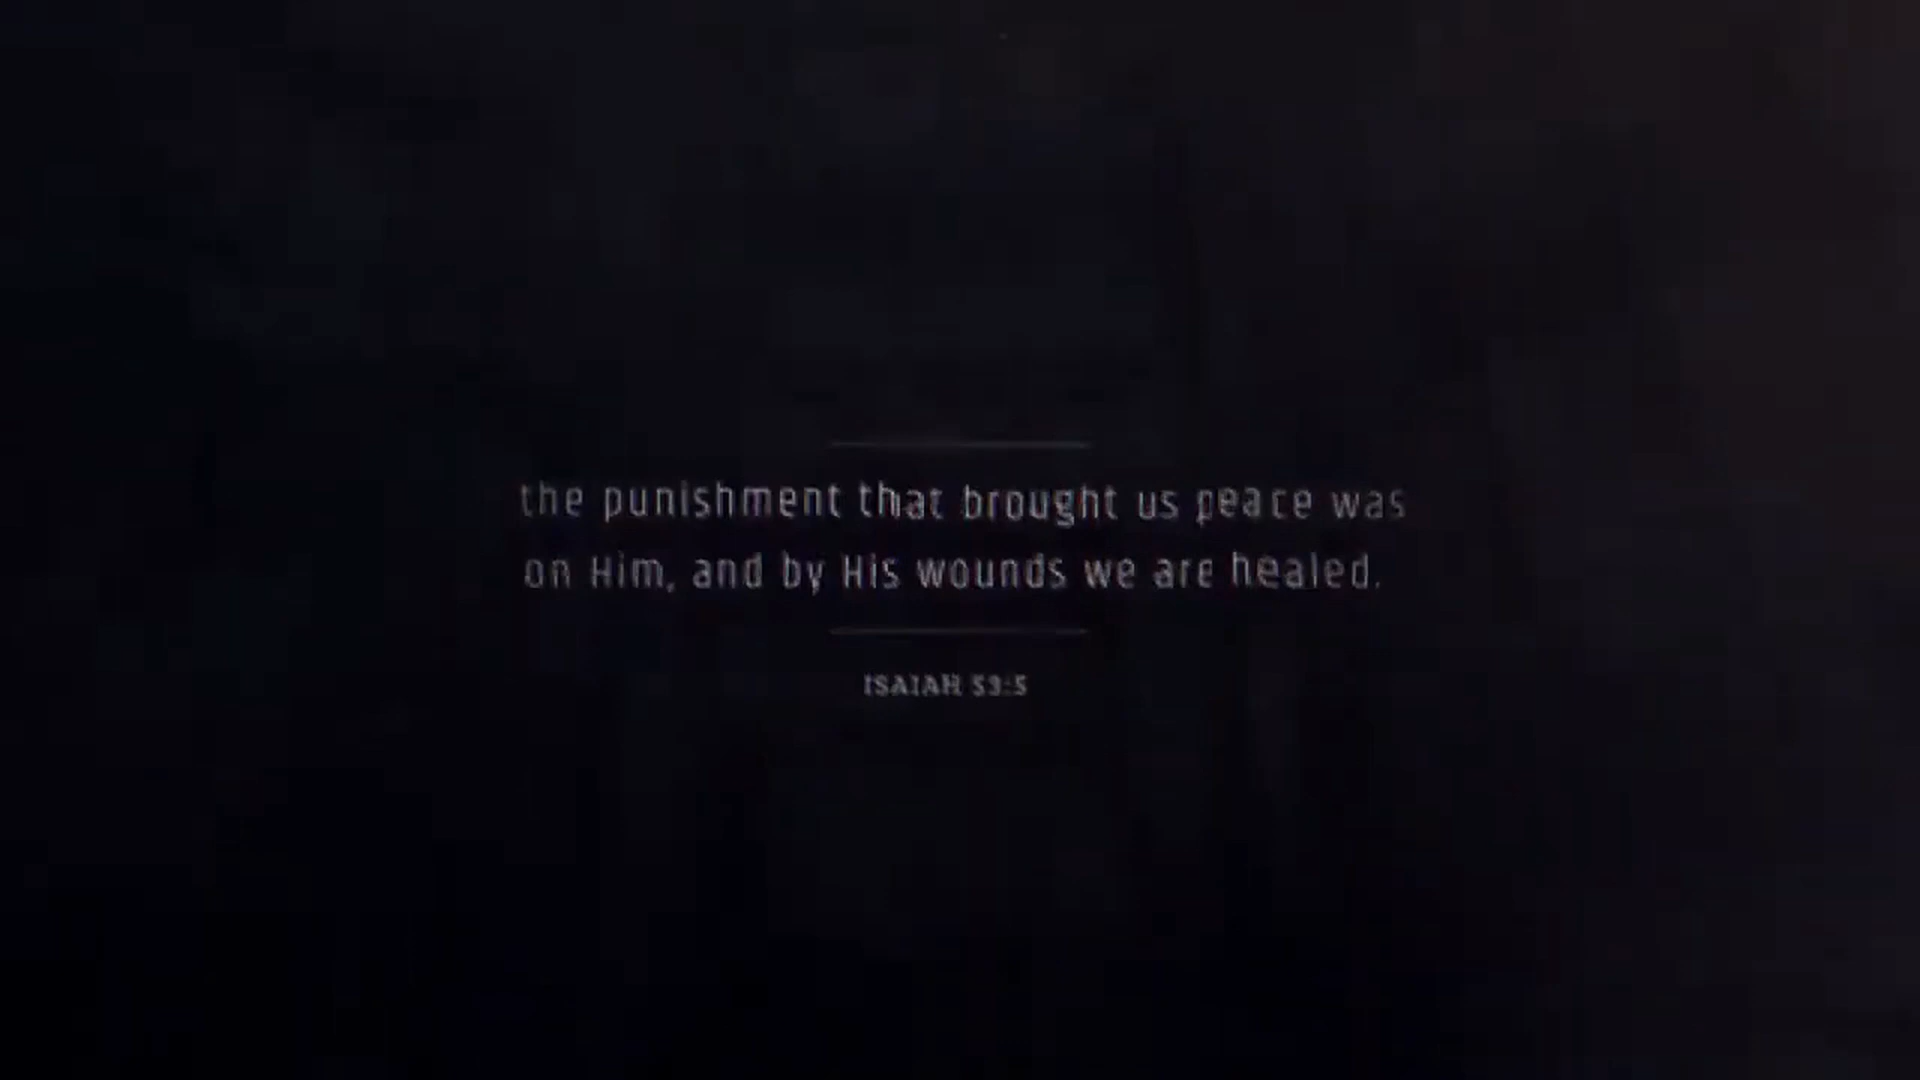 the punishment that brought us peace was
on Him, and by His wounds we are healed.
ISAIAH 53:5